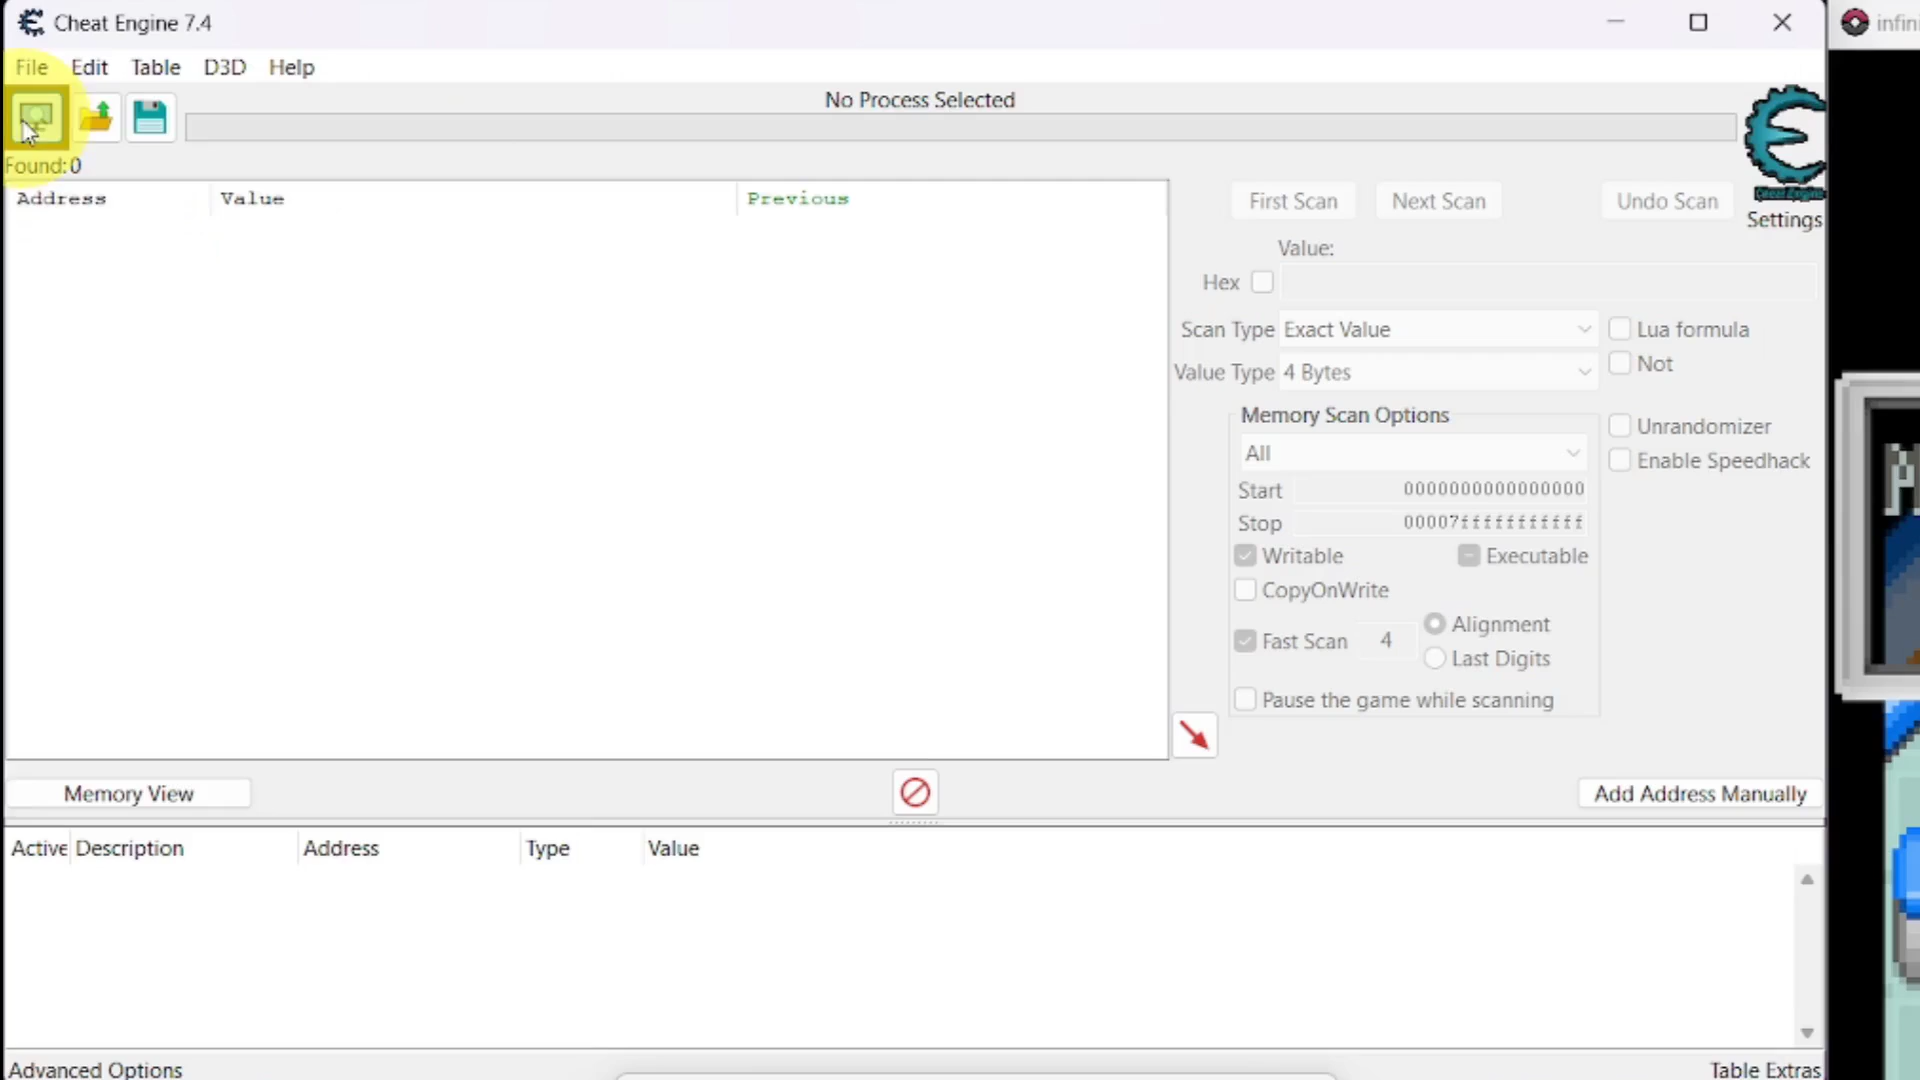 Cheat Engine 7.4
infini
File Edit Table D3D Help
No Process Selected
Found: 0
Address Value Previous
First Scan Next Scan Undo Scan
Cheat Engine
Settings
Value:
Hex
Scan Type Exact Value
Lua formula
Value Type 4 Bytes
Not
Memory Scan Options
All
Unrandomizer
Enable Speedhack
Start 0000000000000000
Stop 00007fffffffffff
Writable Executable
CopyOnWrite
Fast Scan 4
Alignment
Last Digits
Pause the game while scanning
Memory View
Add Address Manually
Active Description Address Type Value
Advanced Options
Table Extras